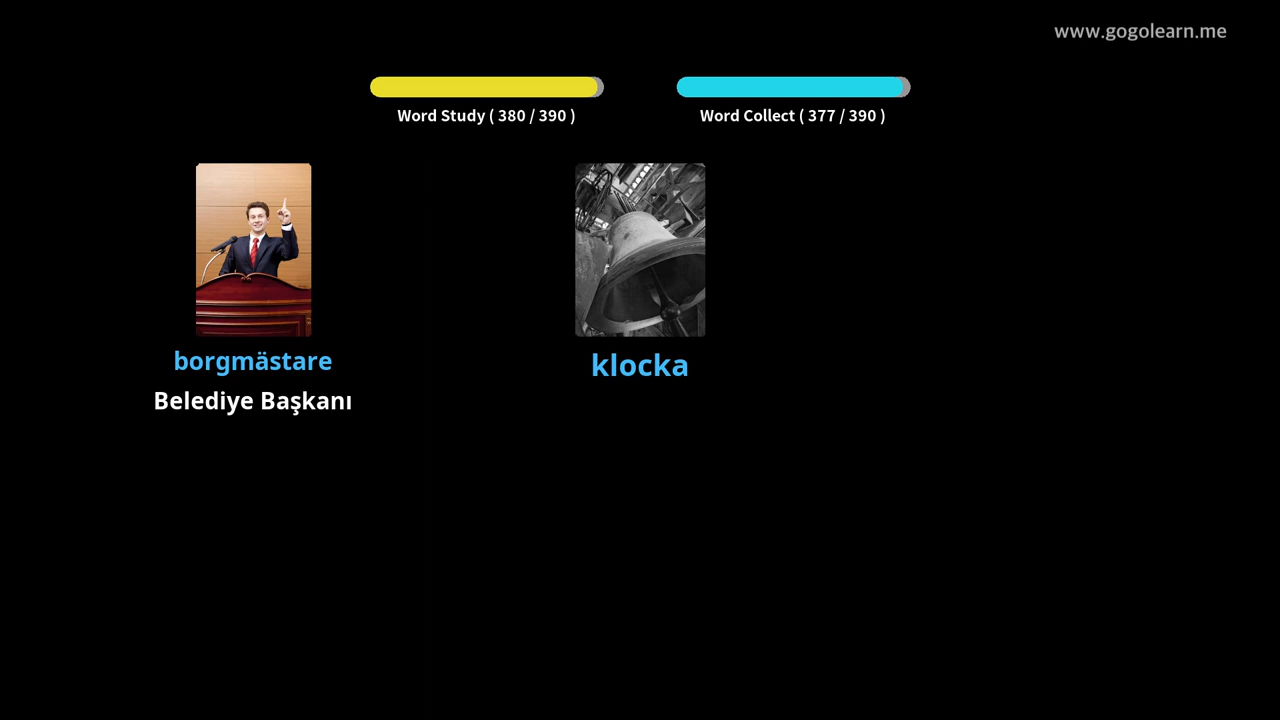 www.gogolearn.me
Word Study ( 380 / 390 )
Word Collect ( 377 / 390 )
borgmästare
Belediye Başkanı
klocka